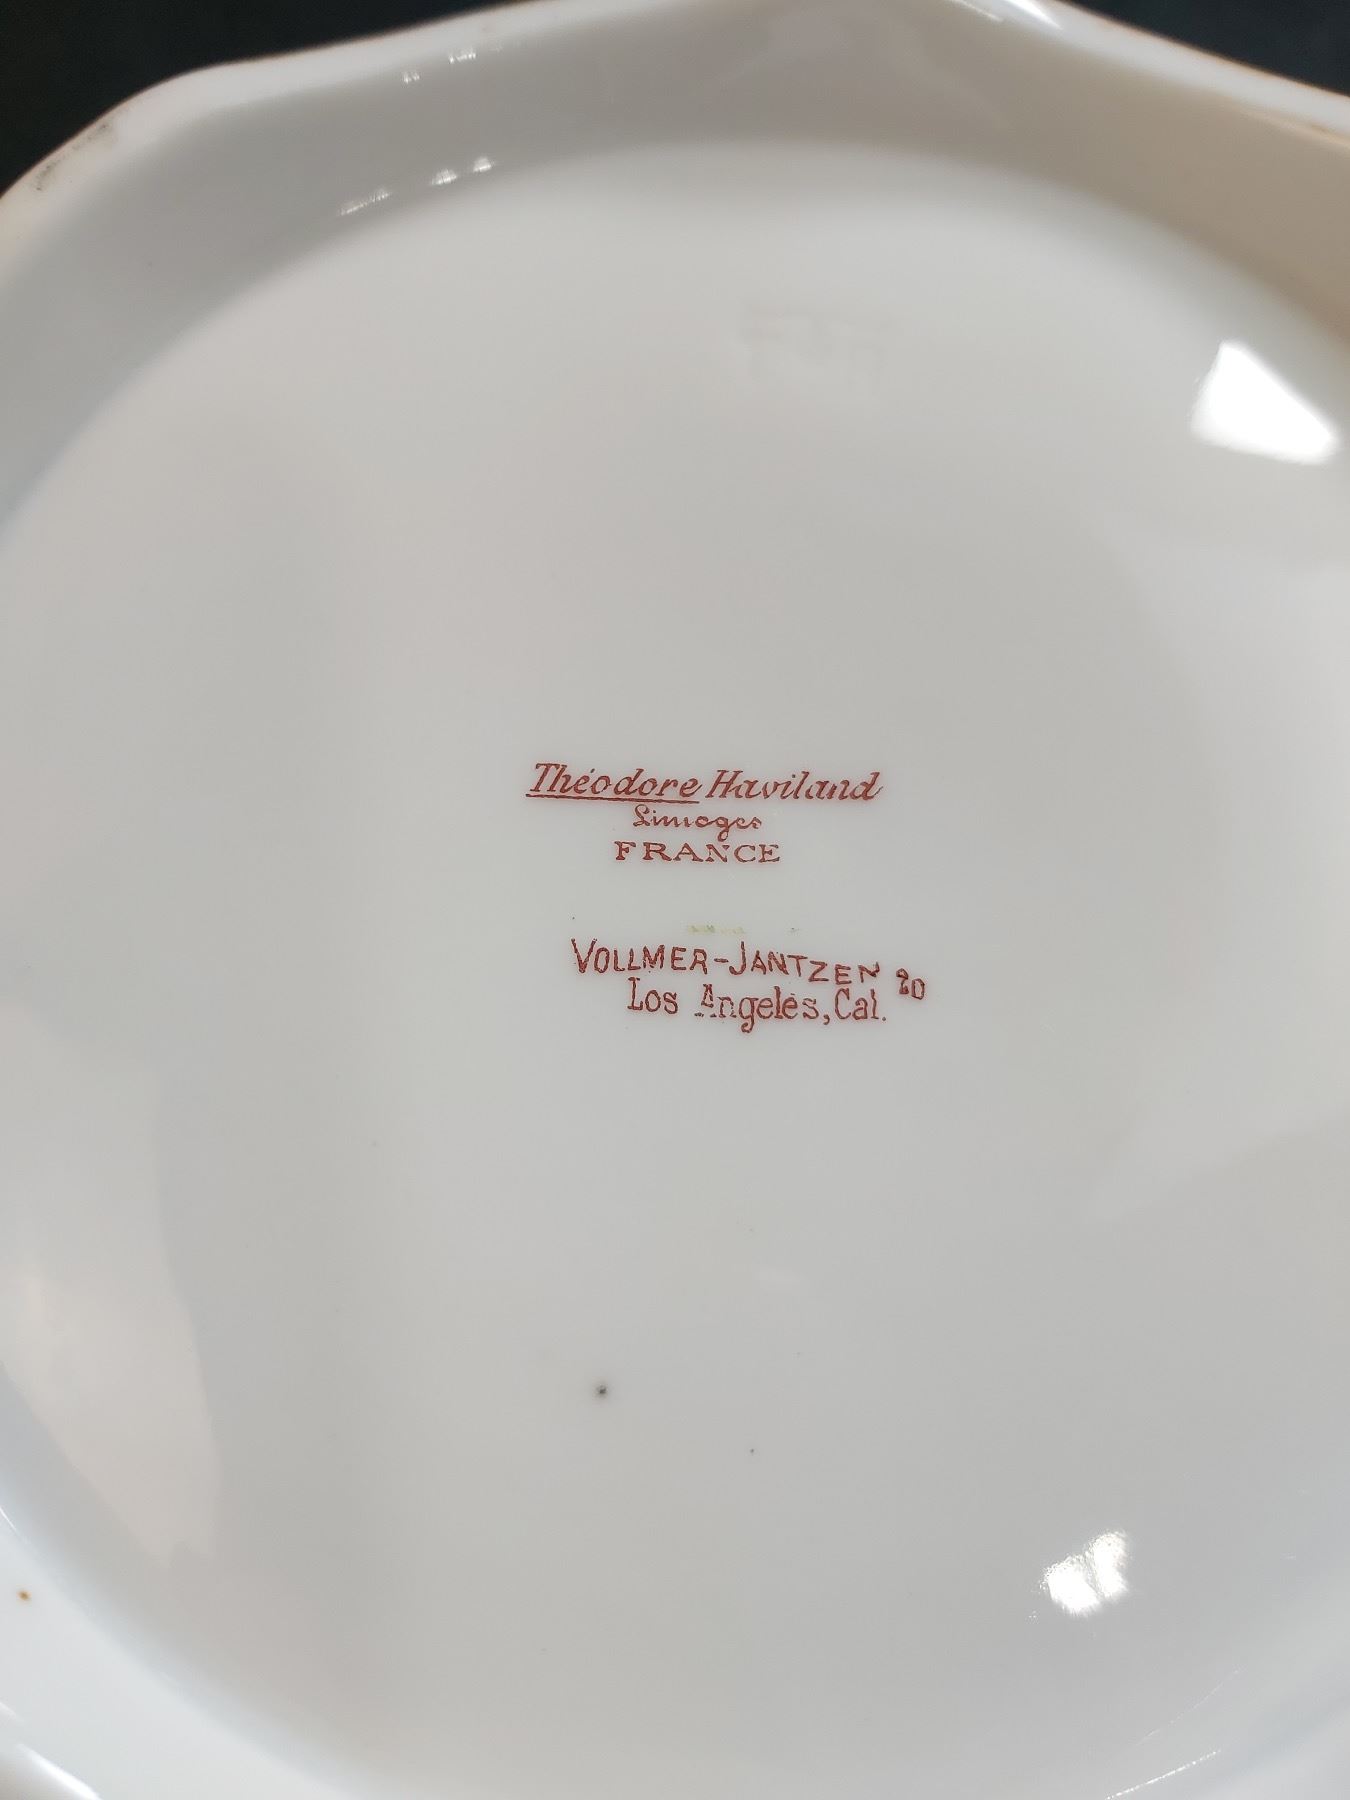 Théodore Haviland
Limoges
FRANCE
VOLLMER-JANTZEN 20
Los Angeles, Cal.